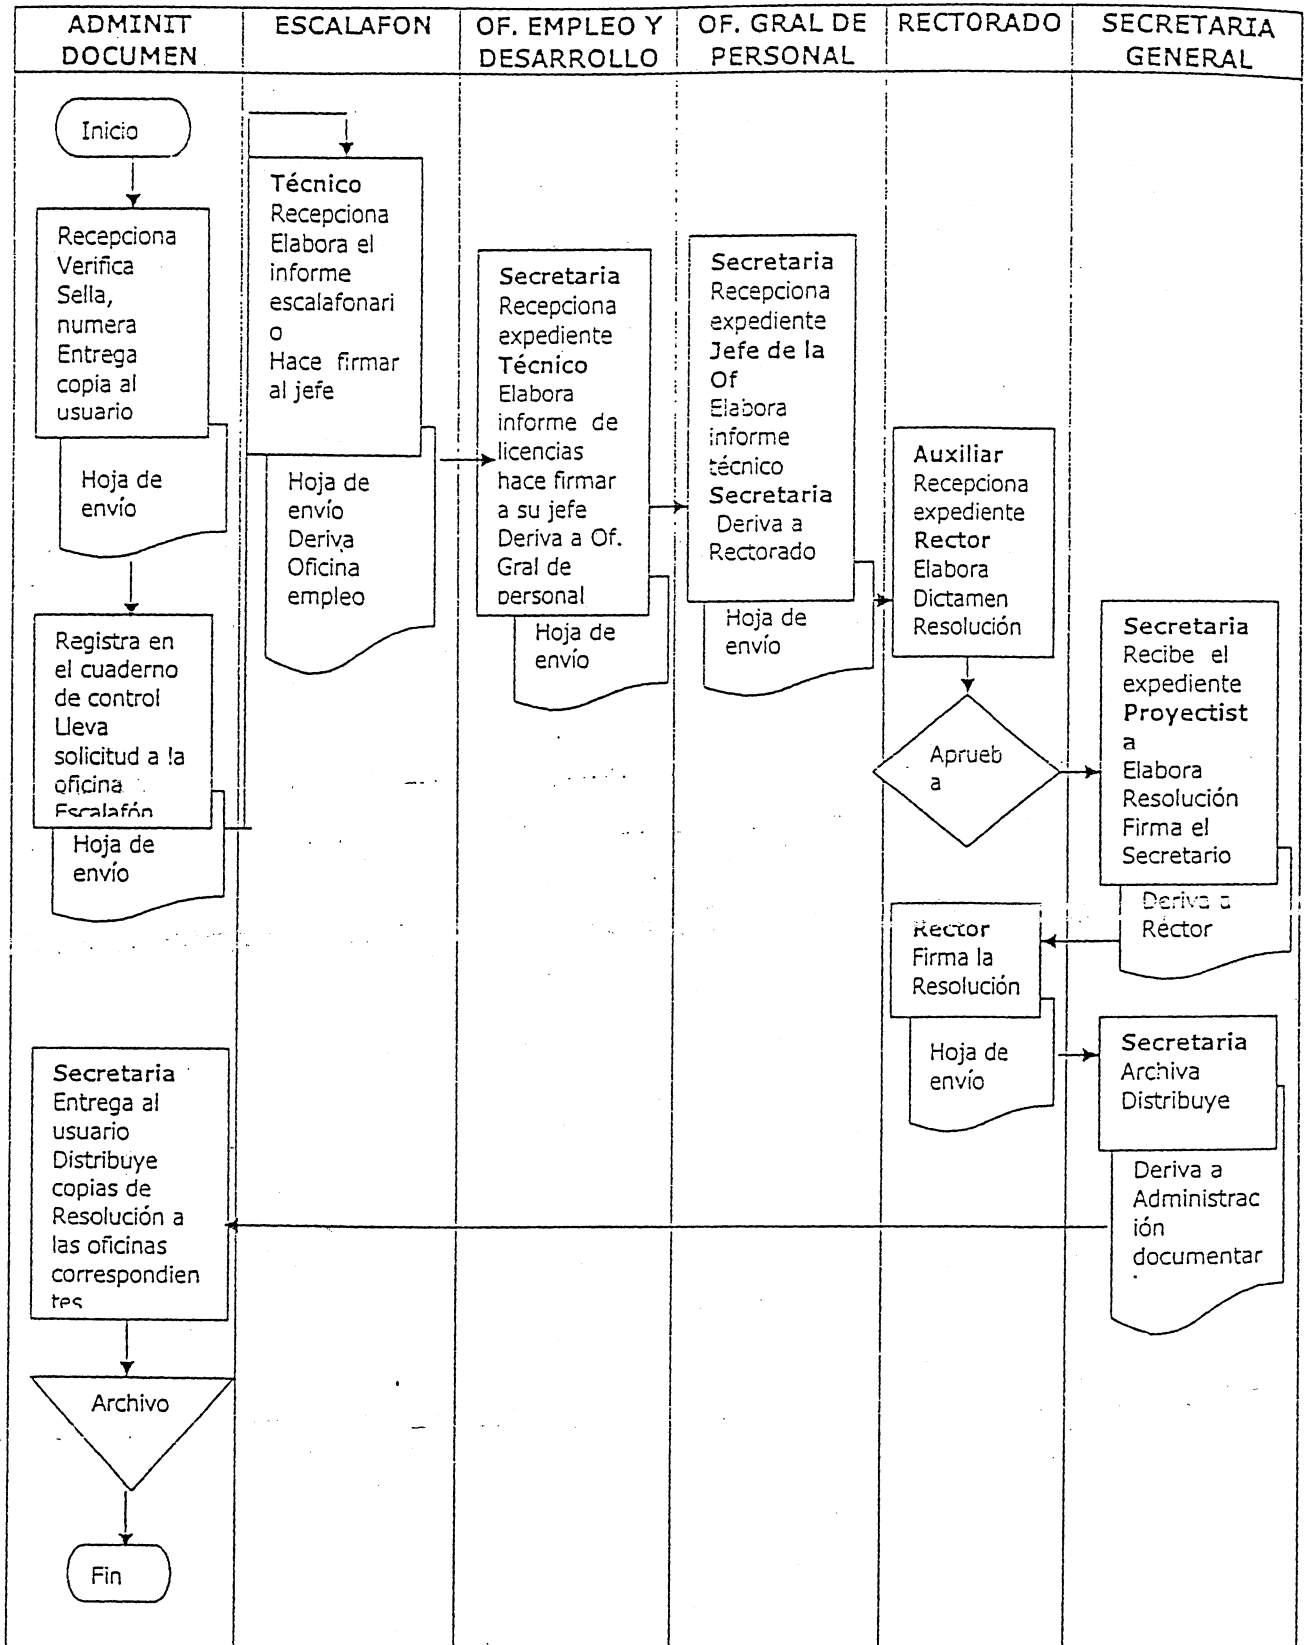 ADMINIT
DOCUMEN
ESCALAFON
OF. EMPLEO Y
DESARROLLO
OF. GRAL DE
PERSONAL
RECTORADO
SECRETARIA
GENERAL
Inicio
Recepciona
Verifica
Sella,
numera
Entrega
copia al
usuario
Hoja de
envío
Registra en
el cuaderno
de control
Lleva
solicitud a la
oficina
Escalafón
Hoja de
envío
Técnico
Recepciona
Elabora el
informe
escalafonari
o
Hace firmar
al jefe
Hoja de
envío
Deriva
Oficina
empleo
Secretaria
Recepciona
expediente
Técnico
Elabora
informe de
licencias
hace firmar
a su jefe
Deriva a Of.
Gral de
personal
Hoja de
envío
Secretaria
Recepciona
expediente
Jefe de la
Of
Elabora
informe
técnico
Secretaria
Deriva a
Rectorado
Hoja de
envío
Auxiliar
Recepciona
expediente
Rector
Elabora
Dictamen
Resolución
Aprueb
a
Secretaria
Recibe el
expediente
Proyectist
a
Elabora
Resolución
Firma el
Secretario
Deriva a
Rector
Rector
Firma la
Resolución
Hoja de
envío
Secretaria
Archiva
Distribuye
Deriva a
Administrac
ión
documentar
Secretaria
Entrega al
usuario
Distribuye
copias de
Resolución a
las oficinas
correspondien
tes
Archivo
Fin